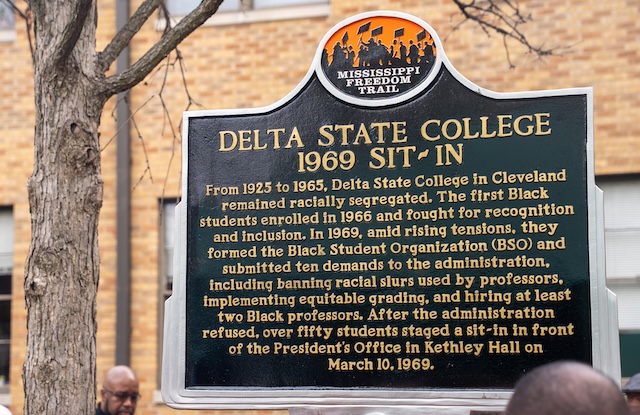 MISSISSIPPI
FREEDOM
TRAIL
DELTA STATE COLLEGE
1969 SIT-IN
From 1925 to 1965, Delta State College in Cleveland
remained racially segregated. The first Black
students enrolled in 1966 and fought for recognition
and inclusion. In 1969, amid rising tensions, they
formed the Black Student Organization (BSO) and
submitted ten demands to the administration,
including banning racial slurs used by professors,
implementing equitable grading, and hiring at least
two Black professors. After the administration
refused, over fifty students staged a sit-in in front
of the President's Office in Kethley Hall on
March 10, 1969.